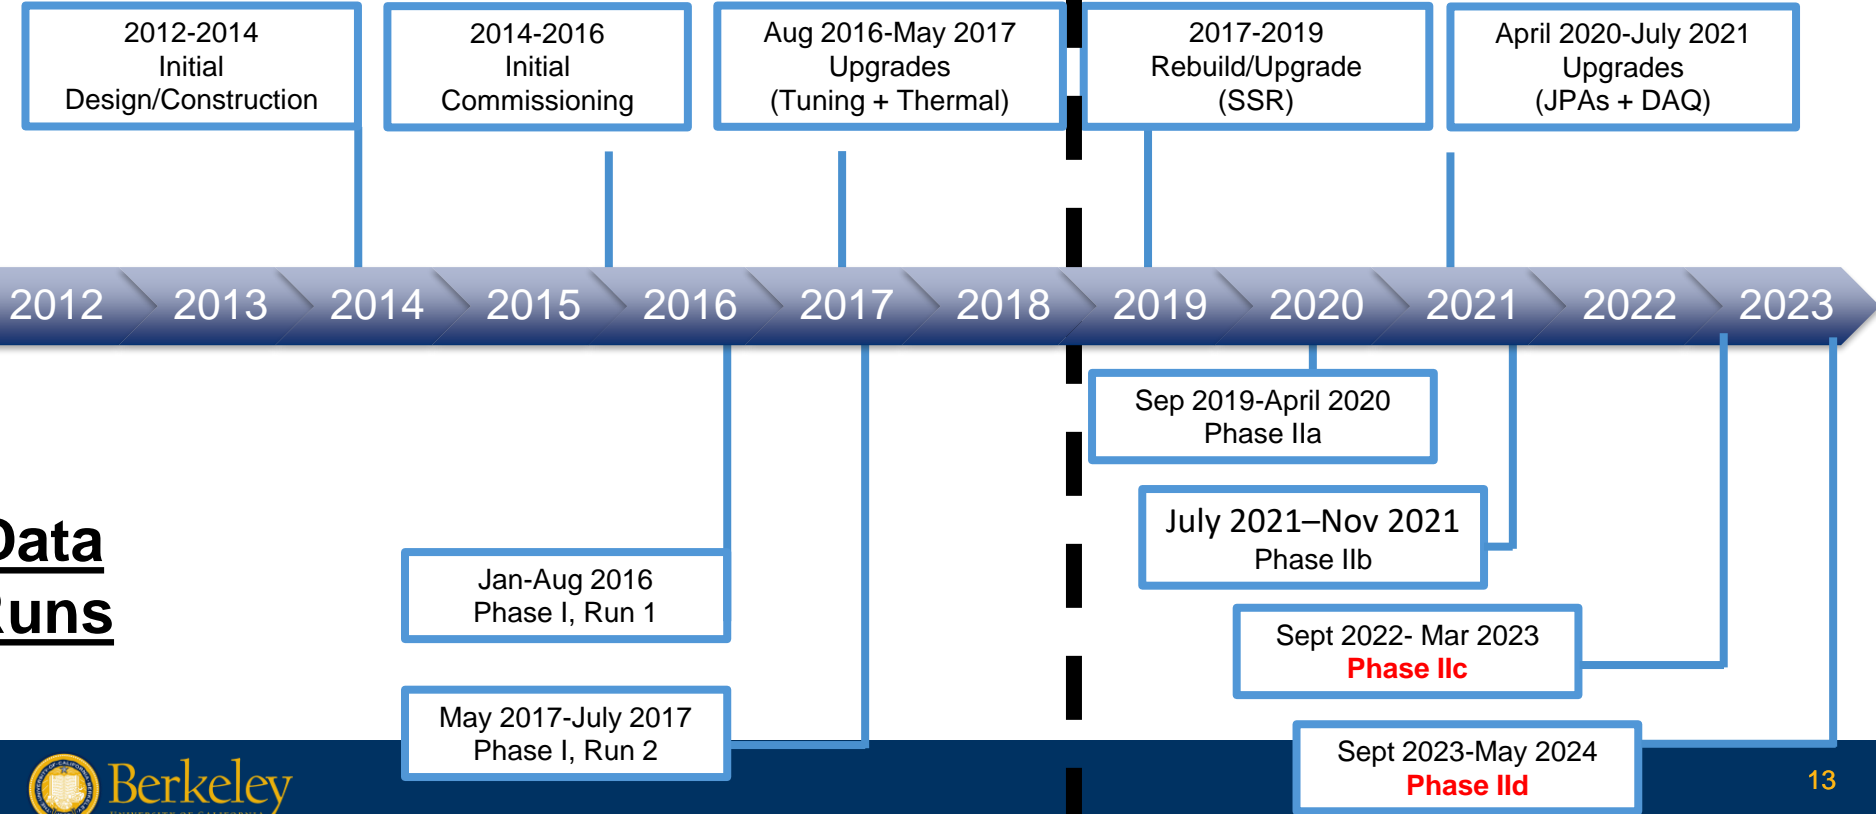 2012-2014
Initial
Design/Construction
2014-2016
Initial
Commissioning
Aug 2016-May 2017
Upgrades
(Tuning + Thermal)
2017-2019
Rebuild/Upgrade
(SSR)
April 2020-July 2021
Upgrades
(JPAs + DAQ)
2012 2013 2014 2015 2016 2017 2018 2019 2020 2021 2022 2023
Sep 2019-April 2020
Phase IIa
July 2021–Nov 2021
Phase IIb
Data
Runs
Jan-Aug 2016
Phase I, Run 1
Sept 2022- Mar 2023
Phase IIc
May 2017-July 2017
Phase I, Run 2
Sept 2023-May 2024
Phase IId
Berkeley
13